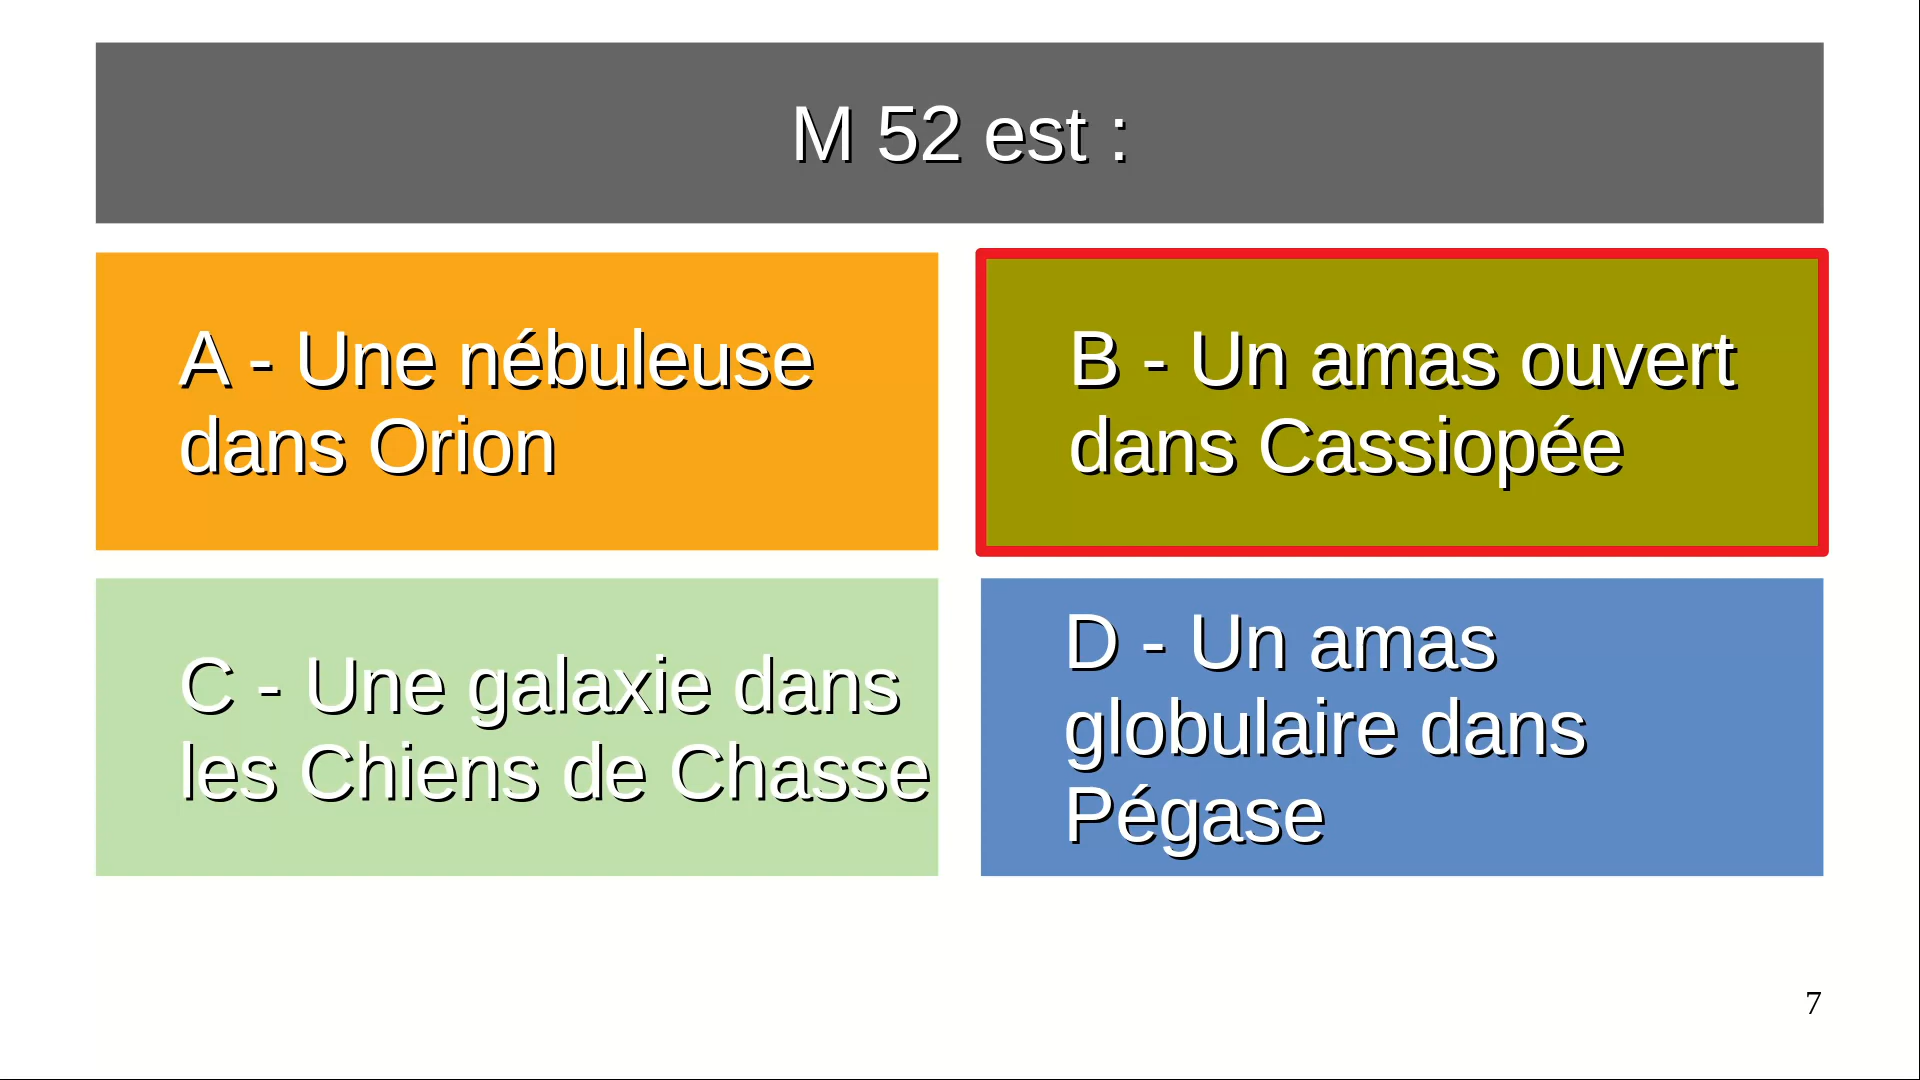 M 52 est :
A - Une nébuleuse
dans Orion
B - Un amas ouvert
dans Cassiopée
C - Une galaxie dans
les Chiens de Chasse
D - Un amas
globulaire dans
Pégase
7